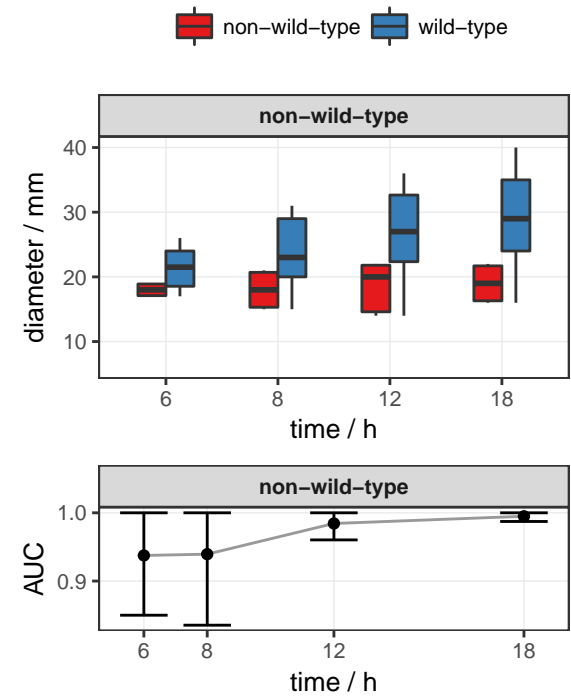 non−wild−type wild−type
non−wild−type
40
30
20
10
diameter / mm
6 8 12 18
time / h
non−wild−type
1.0
0.9
AUC
6 8 12 18
time / h